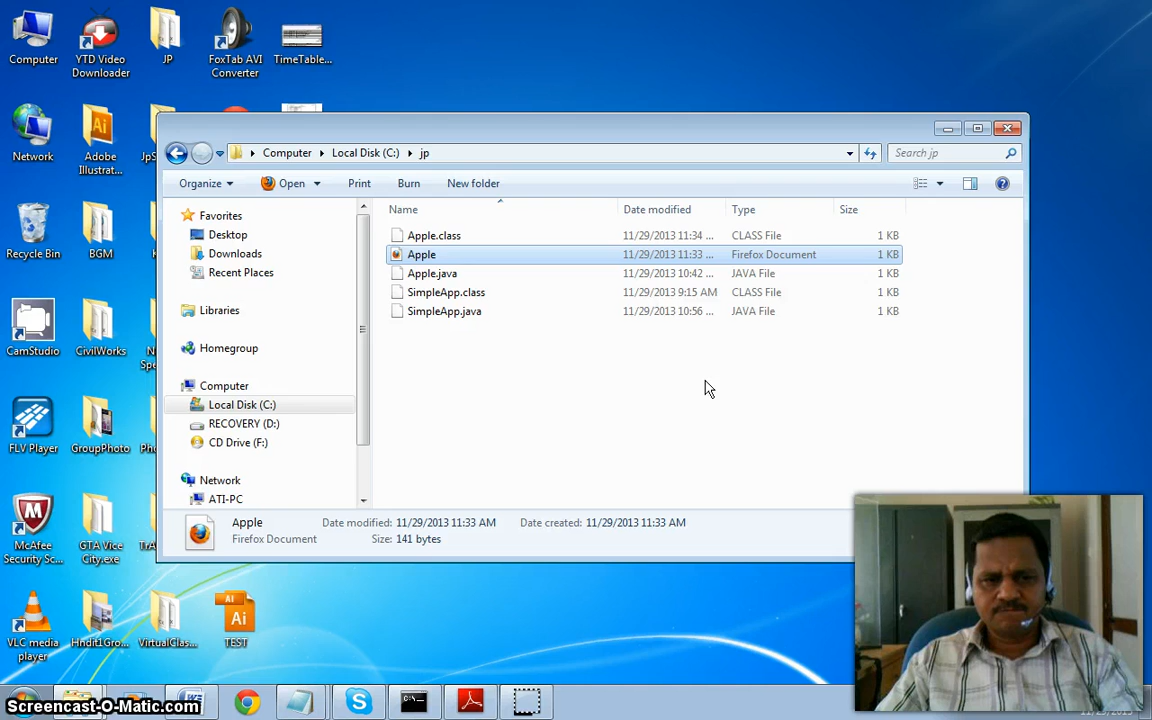 Computer
YTD Video
Downloader
JP
FoxTab AVI
Converter
TimeTable...
Network
Adobe
Illustrat...
Recycle Bin
BGM
CamStudio
CivilWorks
FLV Player
GroupPhoto
McAfee
Security Sc...
GTA Vice
City.exe
VLC media
player
Hndit1Gro...
VirtualClas...
Ai
TEST
Computer
Local Disk (C:)
jp
Search jp
Organize
Open
Print
Burn
New folder
Name
Date modified
Type
Size
Apple.class 11/29/2013 11:34 ... CLASS File 1 KB
Apple 11/29/2013 11:33 ... Firefox Document 1 KB
Apple.java 11/29/2013 10:42 ... JAVA File 1 KB
SimpleApp.class 11/29/2013 9:15 AM CLASS File 1 KB
SimpleApp.java 11/29/2013 10:56 ... JAVA File 1 KB
Favorites
Desktop
Downloads
Recent Places
Libraries
Homegroup
Computer
Local Disk (C:)
RECOVERY (D:)
CD Drive (F:)
Network
ATI-PC
Apple Date modified: 11/29/2013 11:33 AM Date created: 11/29/2013 11:33 AM
Firefox Document Size: 141 bytes
Screencast-O-Matic.com